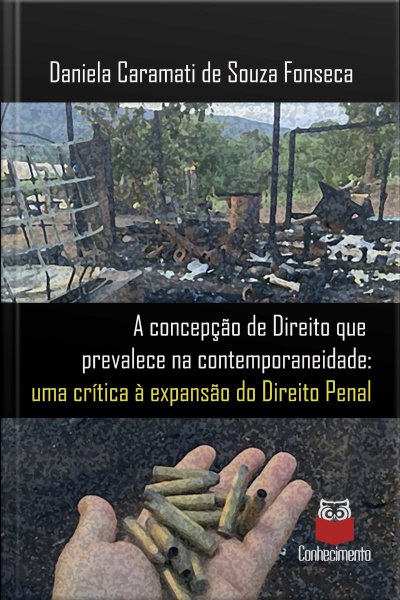 Daniela Caramati de Souza Fonseca
A concepção de Direito que
prevalece na contemporaneidade:
uma crítica à expansão do Direito Penal
Conhecimento